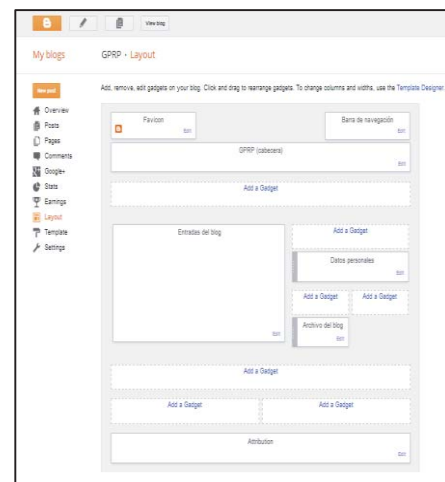 View blog
My blogs
GPRP · Layout
New post
Add, remove, edit gadgets on your blog. Click and drag to rearrange gadgets. To change columns and widths, use the Template Designer.
Overview
Posts
Pages
Comments
Google+
Stats
Earnings
Layout
Template
Settings
Favicon
Edit
Barra de navegación
Edit
GPRP (cabecera)
Edit
Add a Gadget
Entradas del blog
Edit
Add a Gadget
Datos personales
Edit
Add a Gadget
Add a Gadget
Archivo del blog
Edit
Add a Gadget
Add a Gadget
Add a Gadget
Attribution
Edit